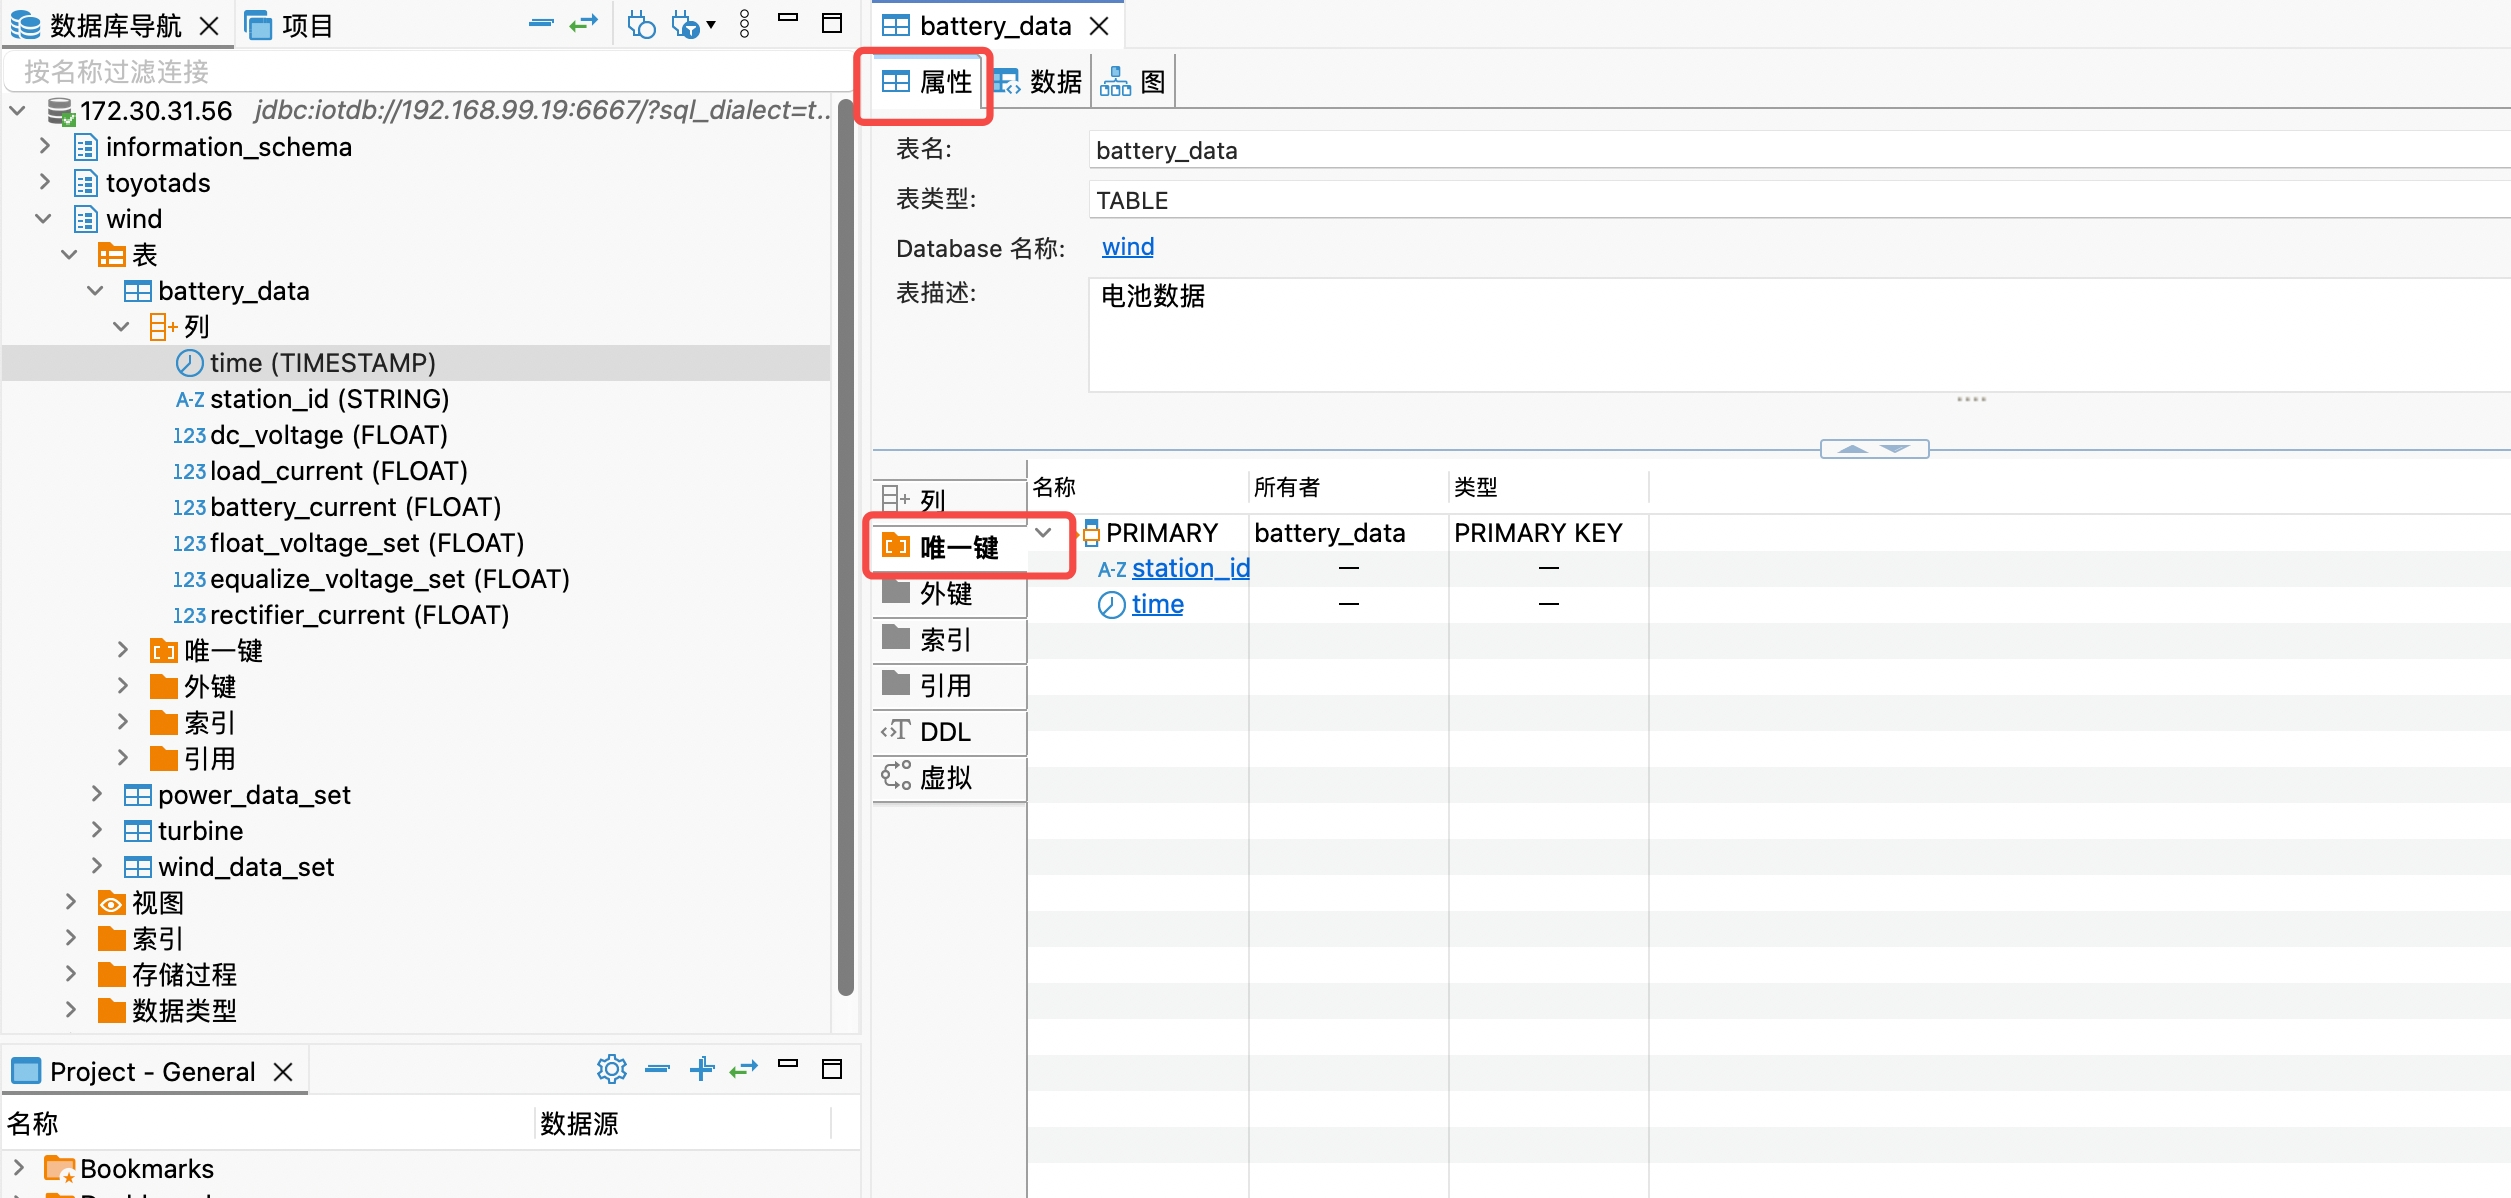 数据库导航
项目
按名称过滤连接
172.30.31.56 jdbc:iotdb://192.168.99.19:6667/?sql_dialect=t...
information_schema
toyotads
wind
表
battery_data
列
time (TIMESTAMP)
A-Z station_id (STRING)
123 dc_voltage (FLOAT)
123 load_current (FLOAT)
123 battery_current (FLOAT)
123 float_voltage_set (FLOAT)
123 equalize_voltage_set (FLOAT)
123 rectifier_current (FLOAT)
唯一键
外键
索引
引用
power_data_set
turbine
wind_data_set
视图
索引
存储过程
数据类型
Project - General
名称 数据源
Bookmarks
battery_data
属性 数据 图
表名: battery_data
表类型: TABLE
Database 名称: wind
表描述: 电池数据
列
唯一键
外键
索引
引用
DDL
虚拟
名称 所有者 类型
PRIMARY battery_data PRIMARY KEY
A-Z station_id — —
time — —